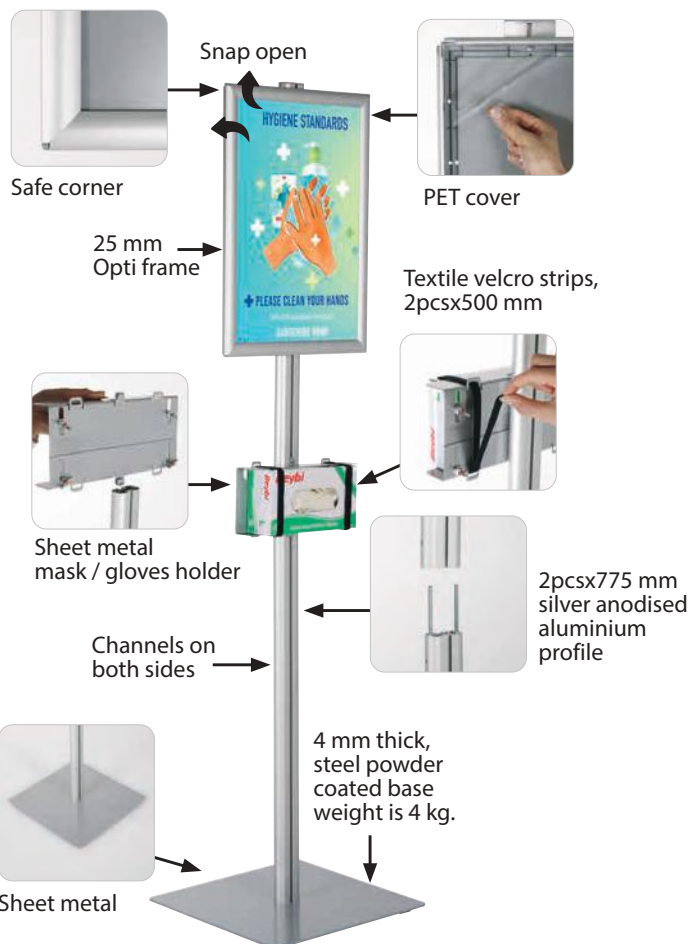 Snap open
Safe corner
HYGIENE STANDARDS
PET cover
25 mm
Opti frame
PLEASE CLEAN YOUR HANDS
Textile velcro strips,
2pcsx500 mm
Sheet metal
mask / gloves holder
2pcsx775 mm
silver anodised
aluminium
profile
Channels on
both sides
4 mm thick,
steel powder
coated base
weight is 4 kg.
Sheet metal